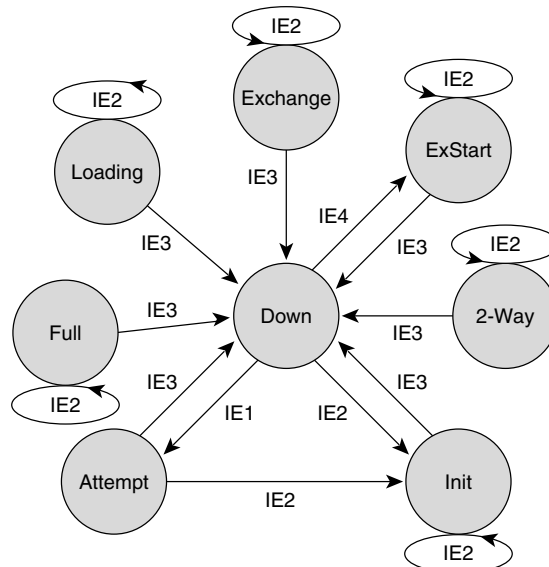 IE2
IE2
IE2
Exchange
ExStart
Loading
IE3
IE4
IE3
IE3
IE2
IE3
Full
Down
2-Way
IE3
IE3
IE3
IE2
IE1
IE2
Attempt
Init
IE2
IE2